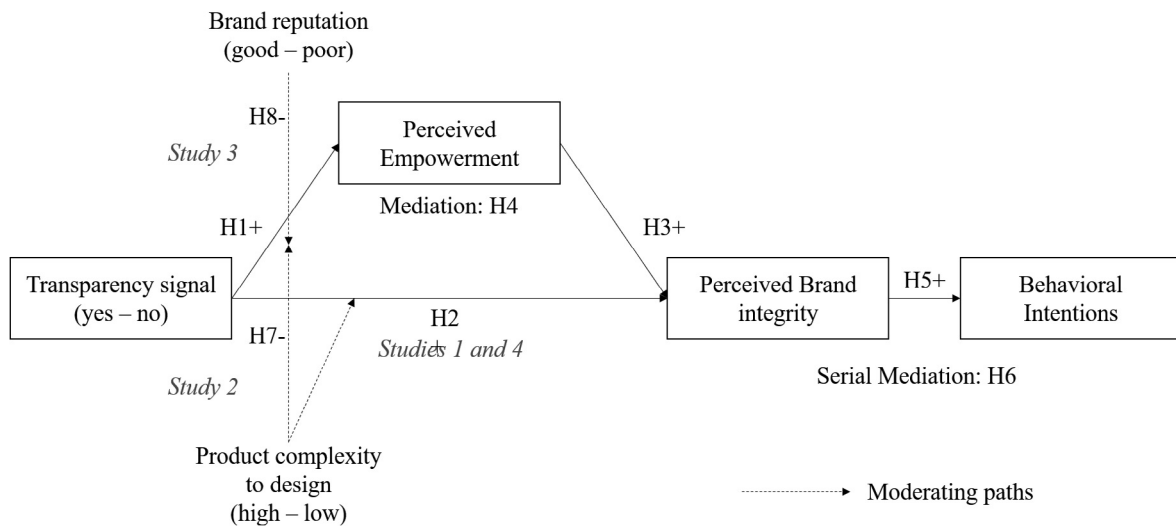 Brand reputation
(good – poor)
H8-
Study 3
Perceived
Empowerment
Mediation: H4
H1+
H3+
Transparency signal
(yes – no)
Perceived Brand
integrity
H5+
Behavioral
Intentions
H2
+
Studies 1 and 4
H7-
Study 2
Serial Mediation: H6
Product complexity
to design
(high – low)
Moderating paths